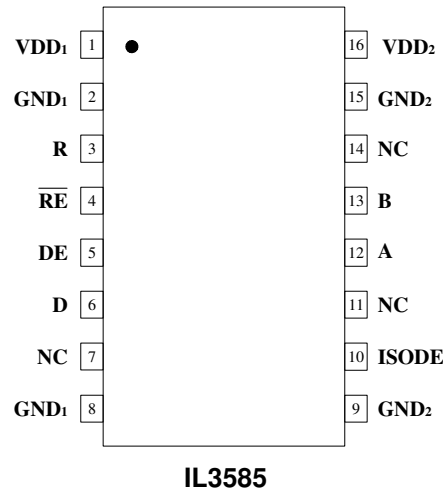 VDD₁ 1 16 VDD₂
GND₁ 2 15 GND₂
R 3 14 NC
R̅E̅ 4 13 B
DE 5 12 A
D 6 11 NC
NC 7 10 ISODE
GND₁ 8 9 GND₂
IL3585